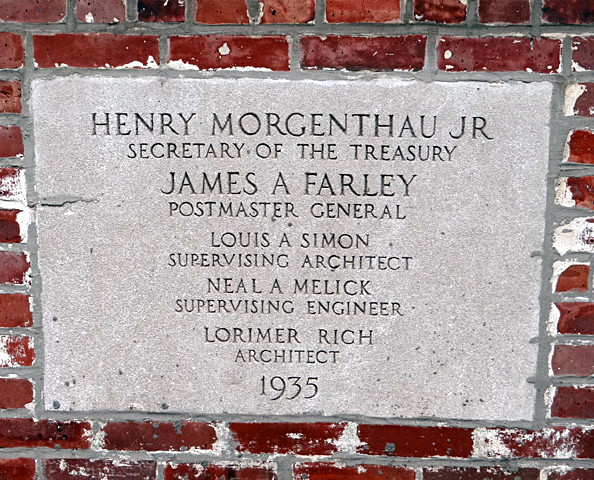 HENRY MORGENTHAU JR
SECRETARY OF THE TREASURY
JAMES A FARLEY
POSTMASTER GENERAL
LOUIS A SIMON
SUPERVISING ARCHITECT
NEAL A MELICK
SUPERVISING ENGINEER
LORIMER RICH
ARCHITECT
1935